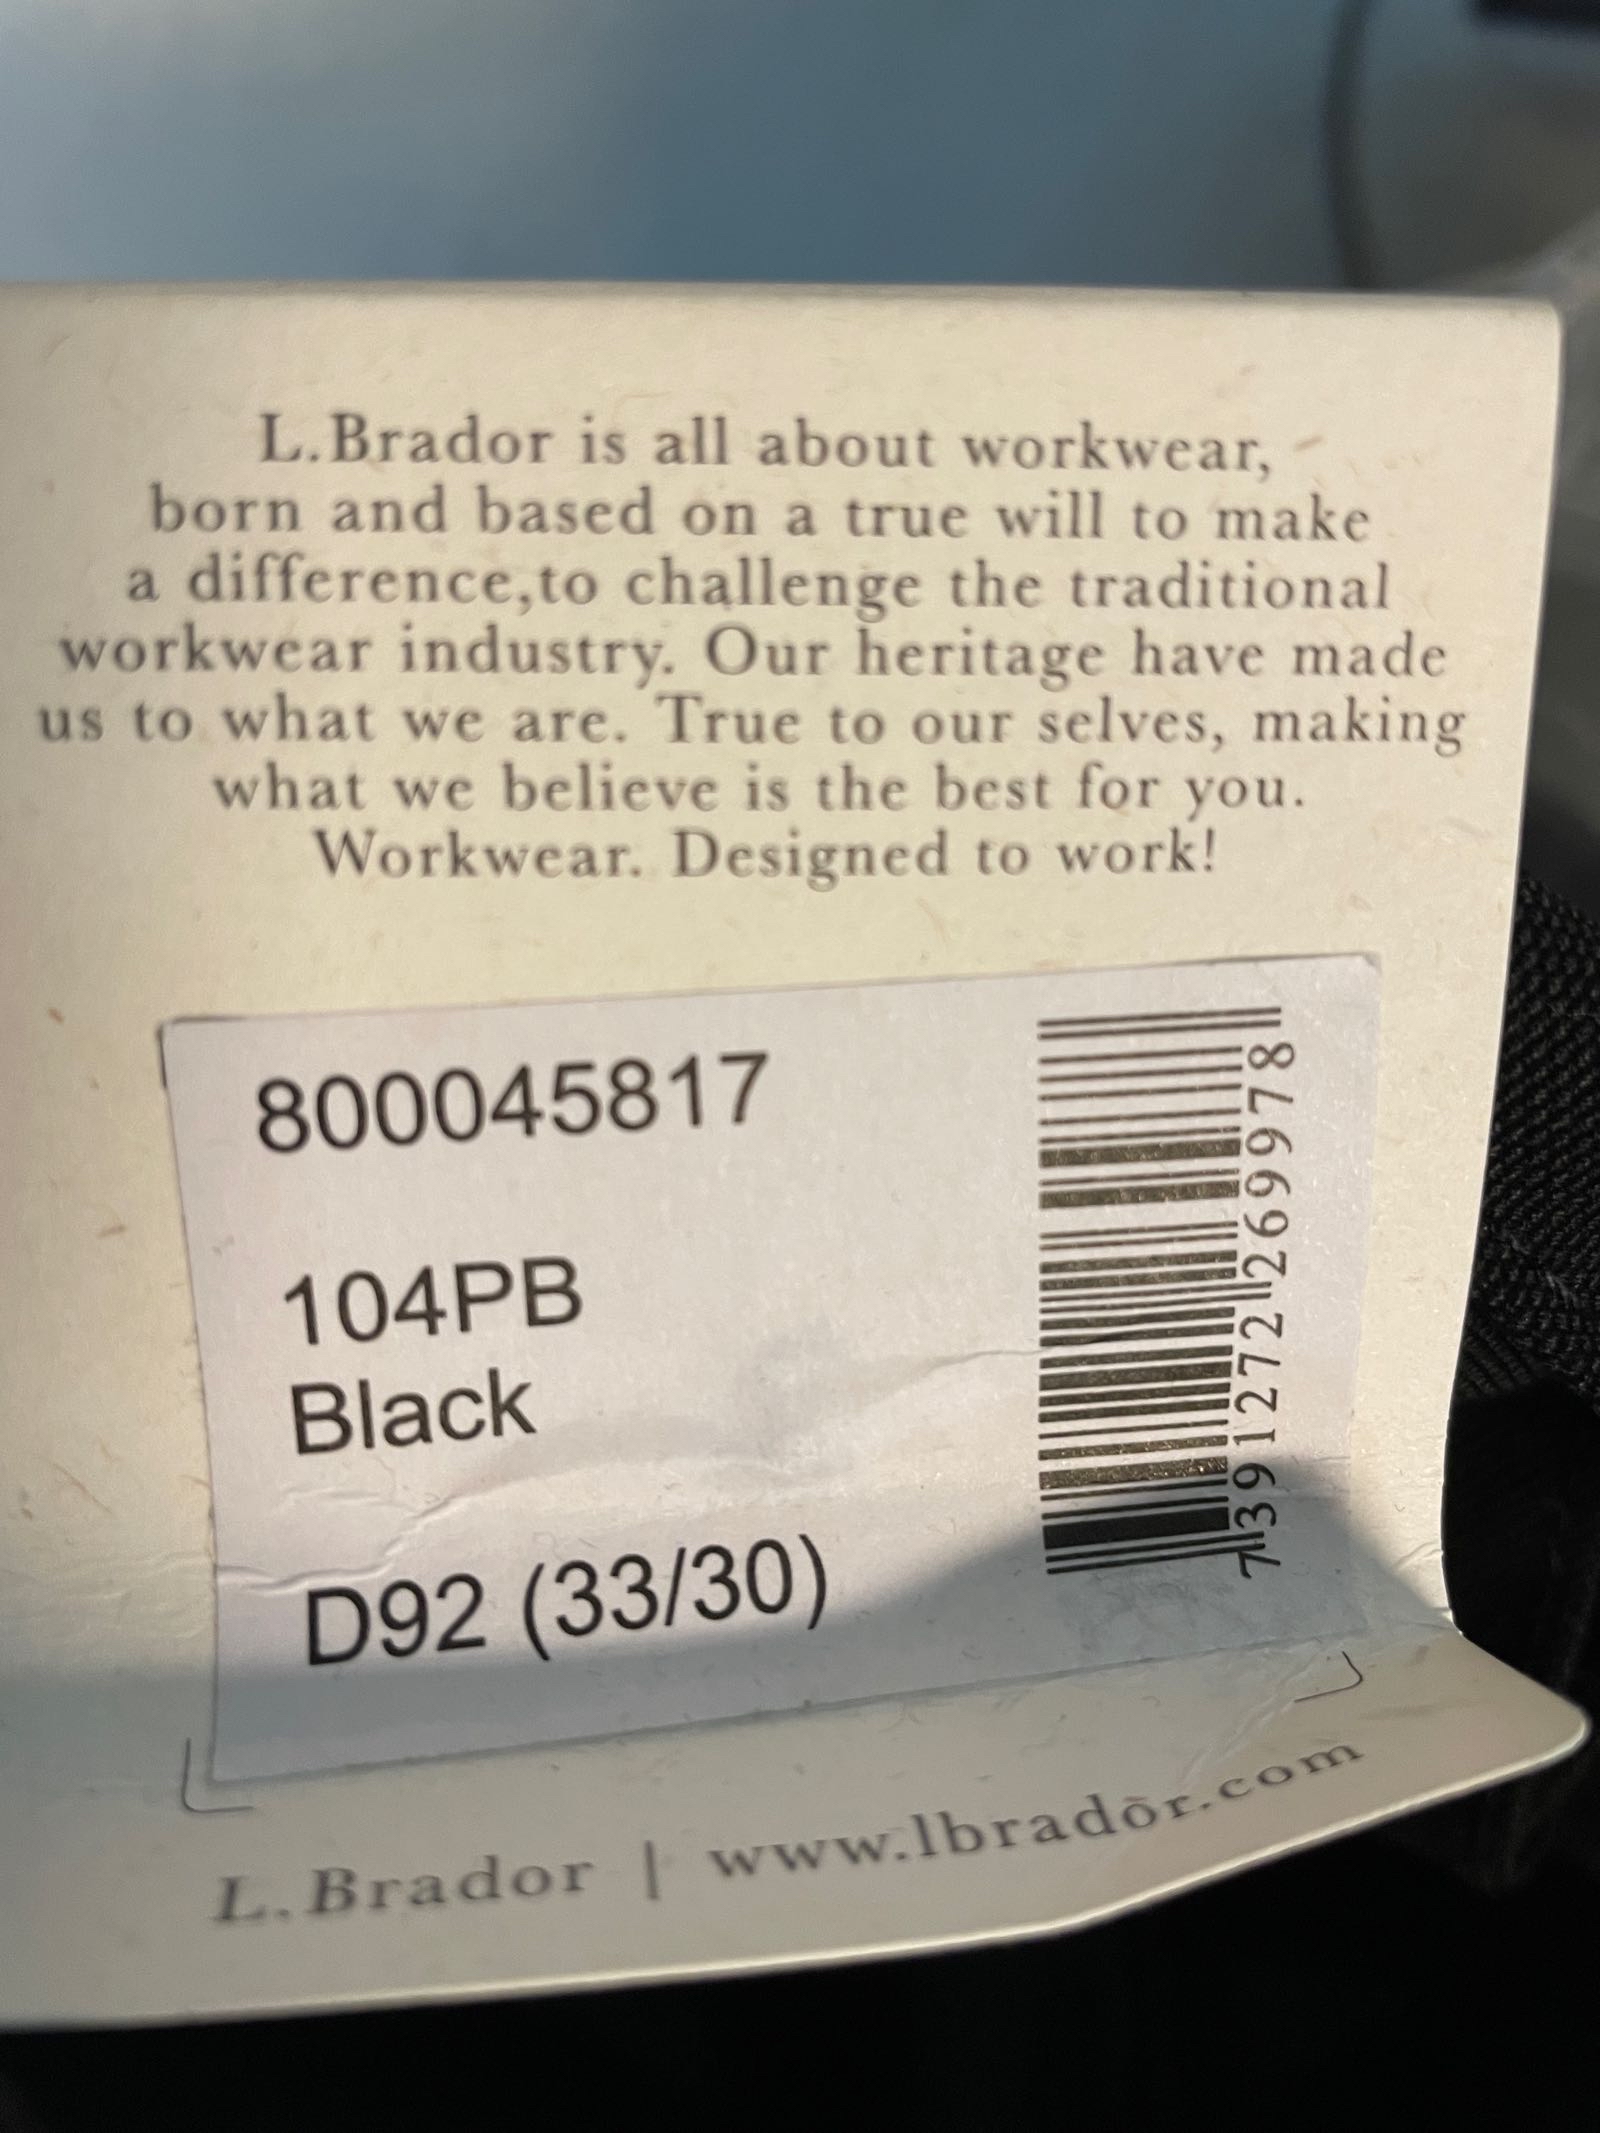 L.Brador is all about workwear,
born and based on a true will to make
a difference,to challenge the traditional
workwear industry. Our heritage have made
us to what we are. True to our selves, making
what we believe is the best for you.
Workwear. Designed to work!
800045817
104PB
Black
D92 (33/30)
7391272269978
L.Brador | www.lbrador.com